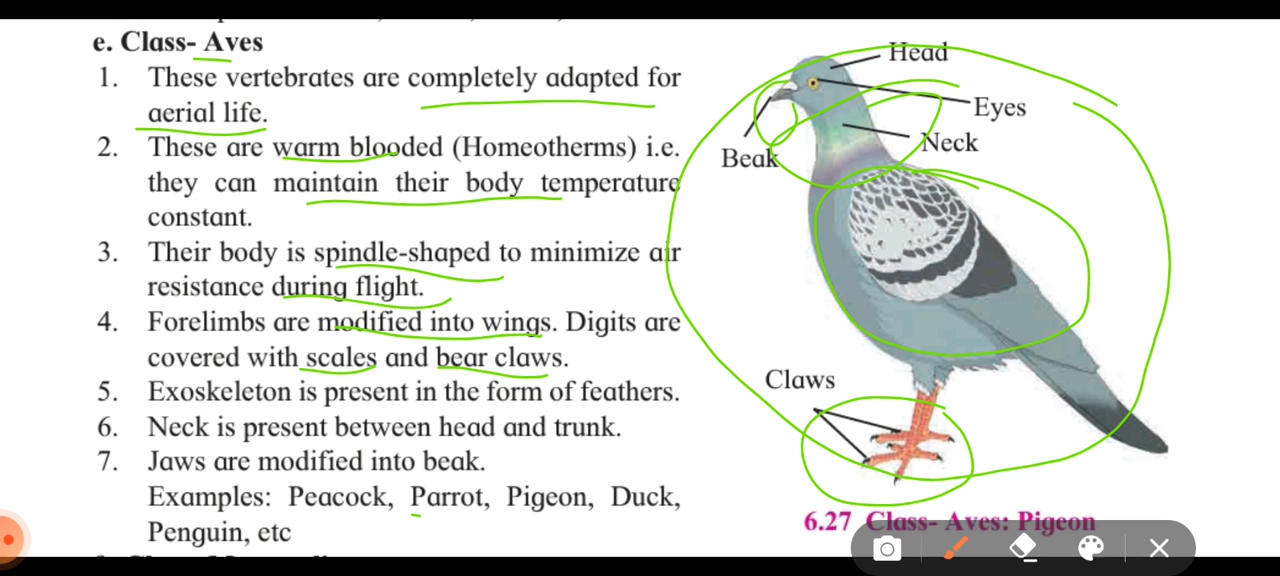 e. Class- Aves
1. These vertebrates are completely adapted for
aerial life.
2. These are warm blooded (Homeotherms) i.e.
they can maintain their body temperature
constant.
3. Their body is spindle-shaped to minimize air
resistance during flight.
4. Forelimbs are modified into wings. Digits are
covered with scales and bear claws.
5. Exoskeleton is present in the form of feathers.
6. Neck is present between head and trunk.
7. Jaws are modified into beak.
Examples: Peacock, Parrot, Pigeon, Duck,
Penguin, etc
Head
Eyes
Neck
Beak
Claws
6.27 Class- Aves: Pigeon